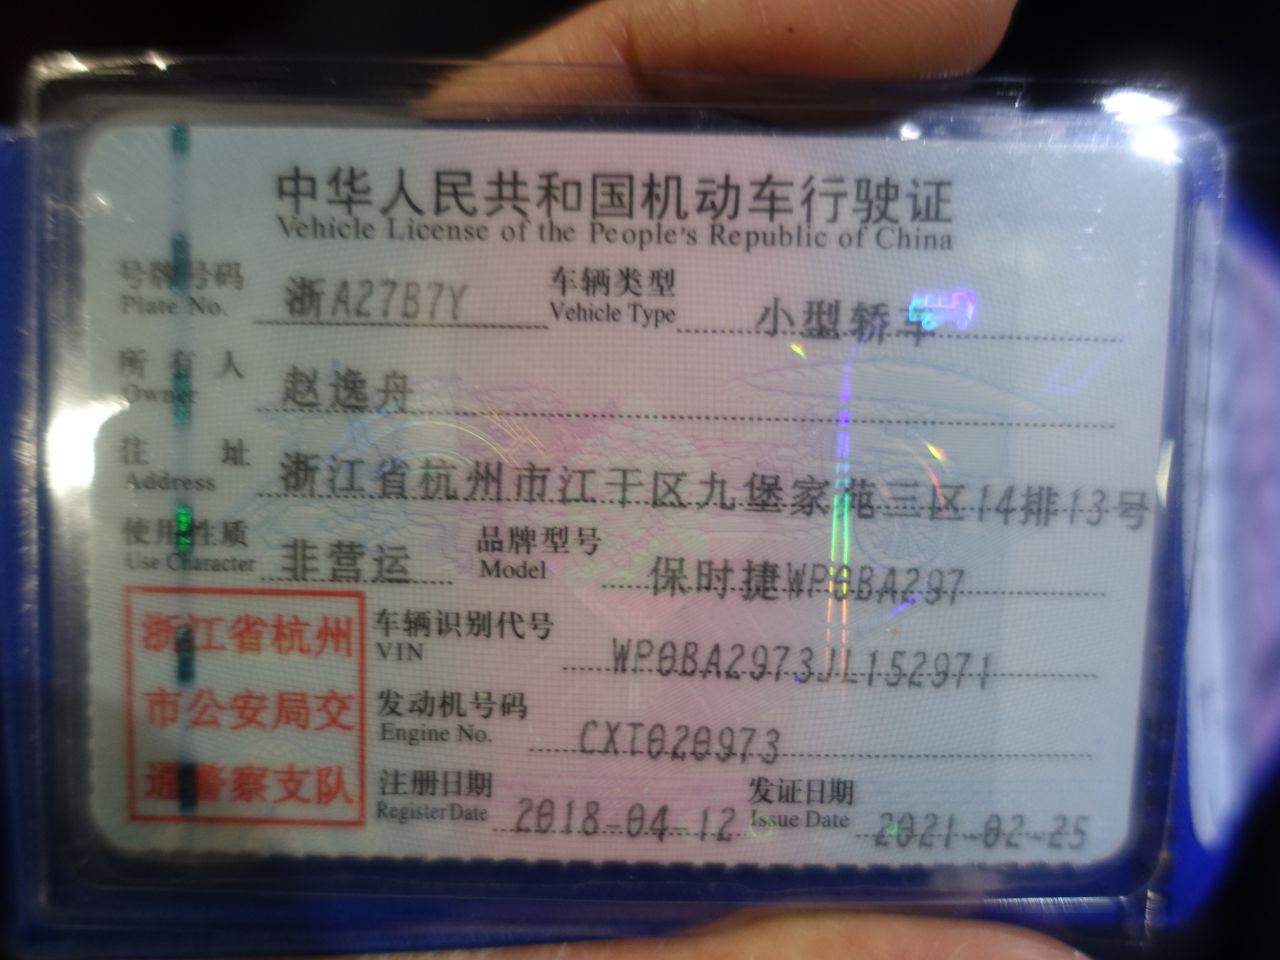 中华人民共和国机动车行驶证
Vehicle License of the People's Republic of China
号牌号码 浙A27B7Y 车辆类型 小型轿车
Plate No. Vehicle Type
所有人 赵逸舟
Owner
住址 浙江省杭州市江干区九堡家苑三区14排13号
Address
使用性质 非营运 品牌型号 保时捷WP0BA297
Use Character Model
浙江省杭州
市公安局交
通警察支队
车辆识别代号
VIN WP0BA2973JL152971
发动机号码
Engine No. CXT020973
注册日期 2018-04-12 发证日期 2021-02-25
Register Date Issue Date